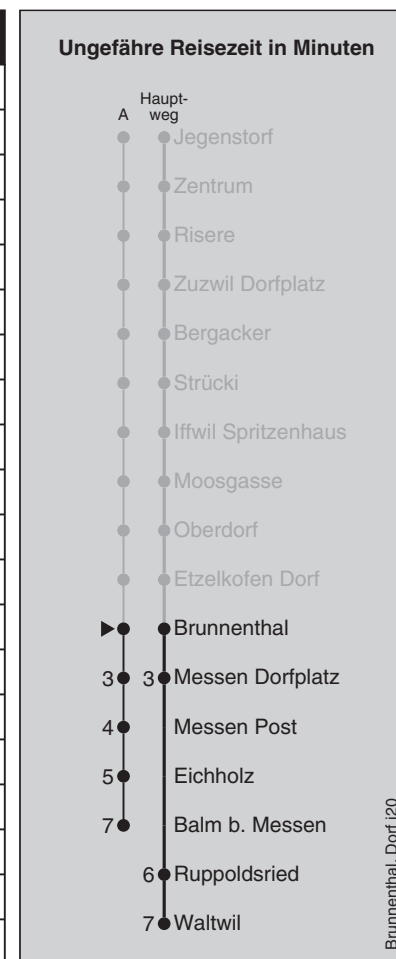 Ungefähre Reisezeit in Minuten
A
Haupt-
weg
Jegenstorf
Zentrum
Risere
Zuzwil Dorfplatz
Bergacker
Strücki
Iffwil Spritzenhaus
Moosgasse
Oberdorf
Etzelkofen Dorf
Brunnenthal
3 3 Messen Dorfplatz
4 Messen Post
5 Eichholz
7 Balm b. Messen
6 Ruppoldsried
7 Waltwil
Brunnenthal, Dorf j20